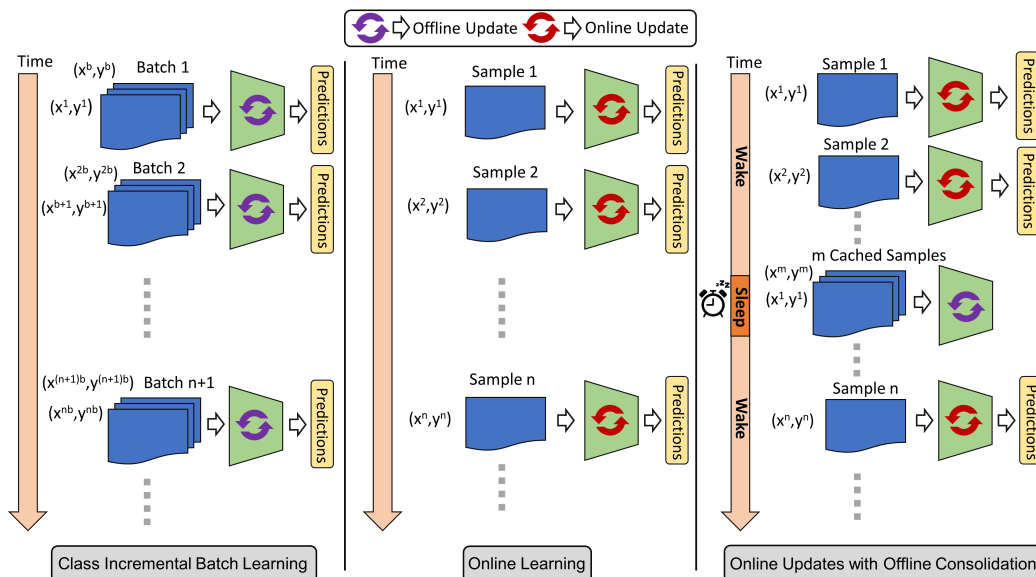 Offline Update
Online Update
Time
(x^b,y^b)
Batch 1
(x^1,y^1)
Predictions
(x^2b,y^2b)
Batch 2
(x^b+1,y^b+1)
Predictions
(x^(n+1)b,y^(n+1)b)
Batch n+1
(x^nb,y^nb)
Predictions
Class Incremental Batch Learning
Time
Sample 1
(x^1,y^1)
Predictions
Sample 2
(x^2,y^2)
Predictions
Sample n
(x^n,y^n)
Predictions
Online Learning
Time
Sample 1
(x^1,y^1)
Predictions
Wake
Sample 2
(x^2,y^2)
Predictions
m Cached Samples
(x^m,y^m)
(x^1,y^1)
zzz
Sleep
Wake
Sample n
(x^n,y^n)
Predictions
Online Updates with Offline Consolidation